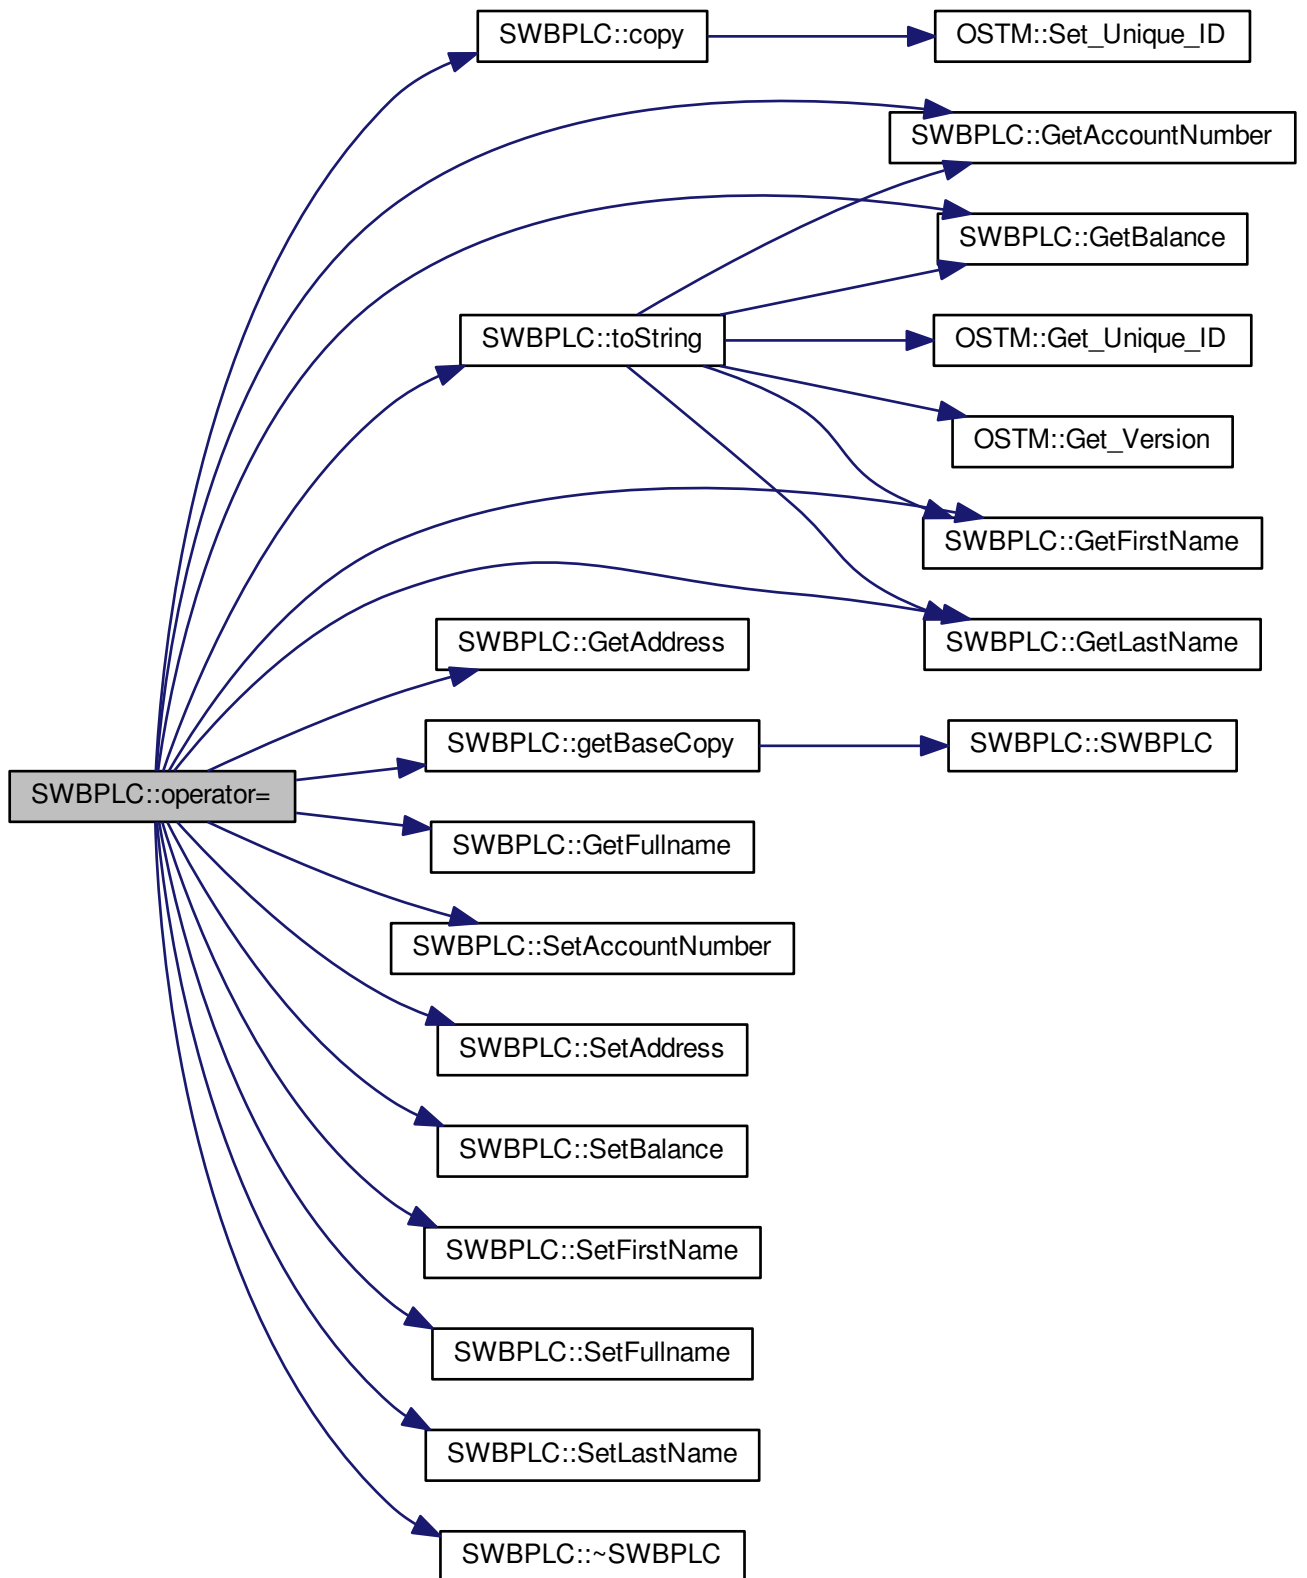 SWBPLC::copy
OSTM::Set_Unique_ID
SWBPLC::GetAccountNumber
SWBPLC::GetBalance
SWBPLC::toString
OSTM::Get_Unique_ID
OSTM::Get_Version
SWBPLC::GetFirstName
SWBPLC::GetAddress
SWBPLC::GetLastName
SWBPLC::getBaseCopy
SWBPLC::SWBPLC
SWBPLC::operator=
SWBPLC::GetFullname
SWBPLC::SetAccountNumber
SWBPLC::SetAddress
SWBPLC::SetBalance
SWBPLC::SetFirstName
SWBPLC::SetFullname
SWBPLC::SetLastName
SWBPLC::~SWBPLC